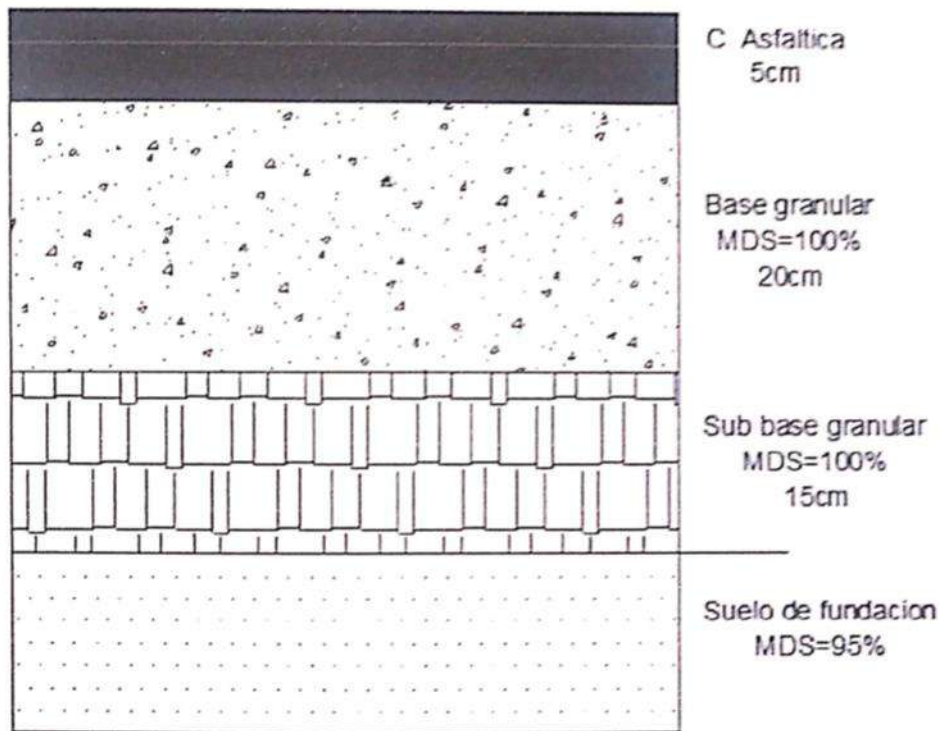 C Asfaltica
5cm
Base granular
MDS=100%
20cm
Sub base granular
MDS=100%
15cm
Suelo de fundacion
MDS=95%